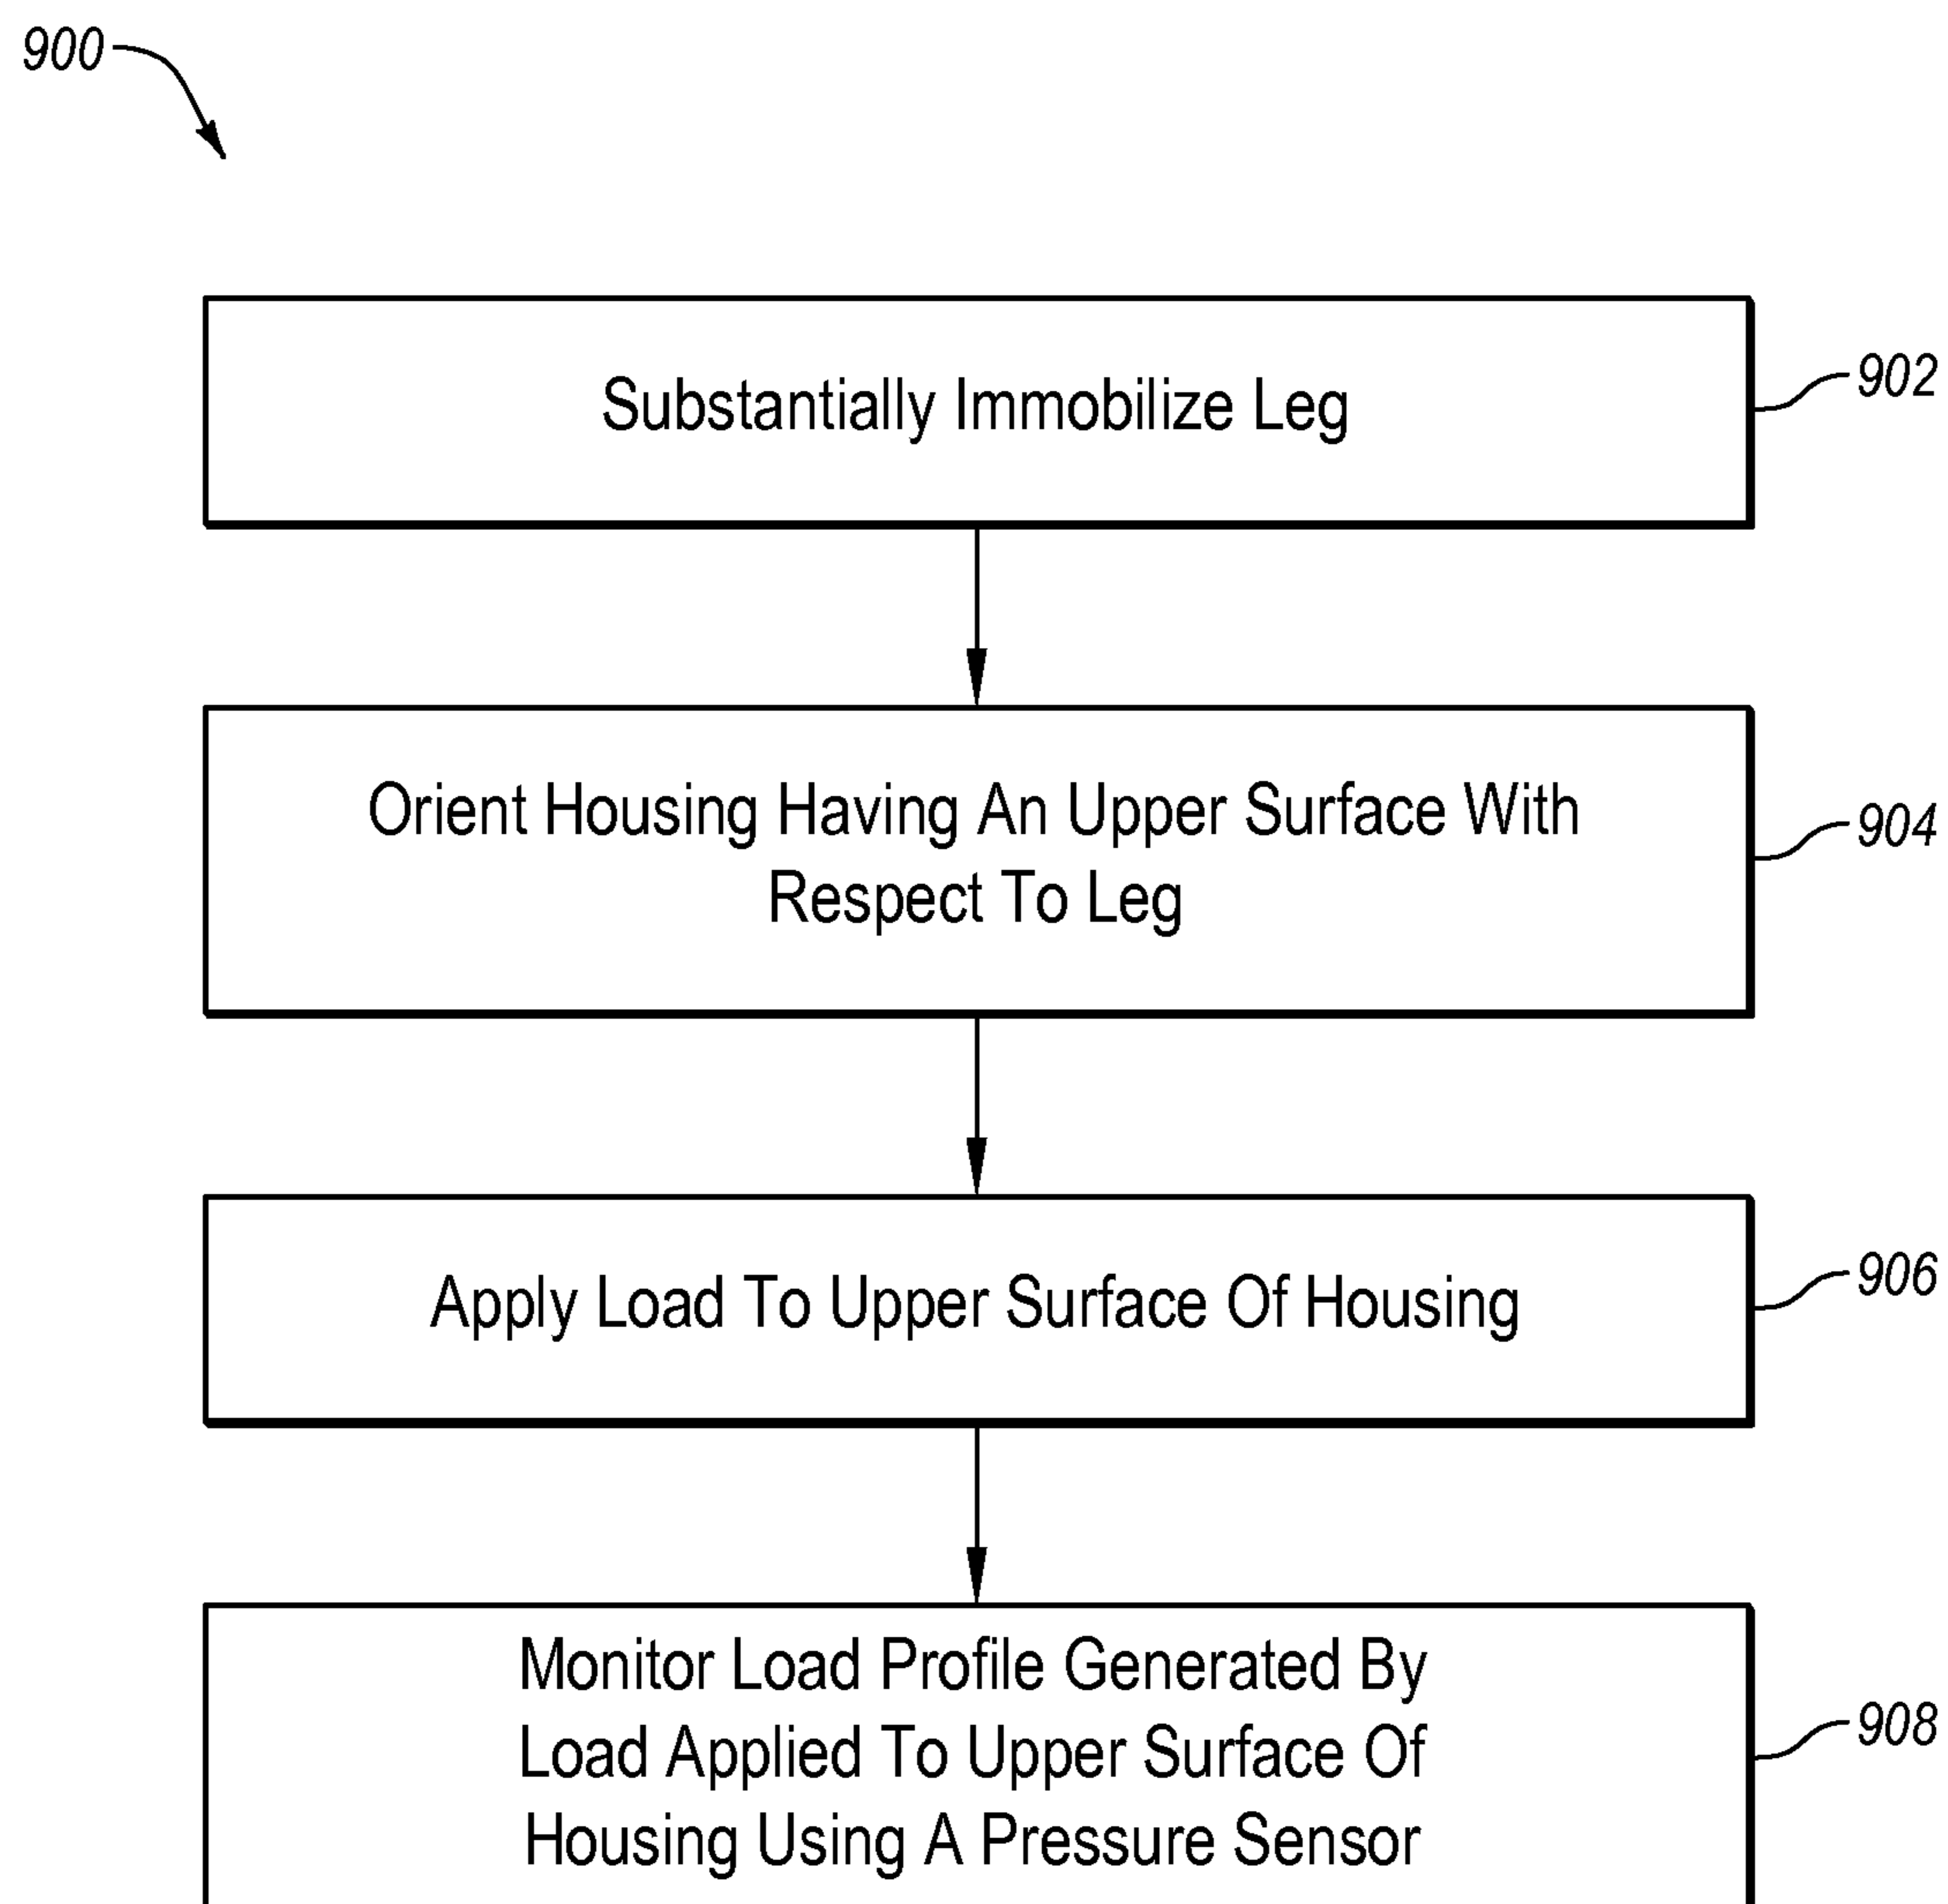 900
Substantially Immobilize Leg
902
Orient Housing Having An Upper Surface With
Respect To Leg
904
Apply Load To Upper Surface Of Housing
906
Monitor Load Profile Generated By
Load Applied To Upper Surface Of
Housing Using A Pressure Sensor
908